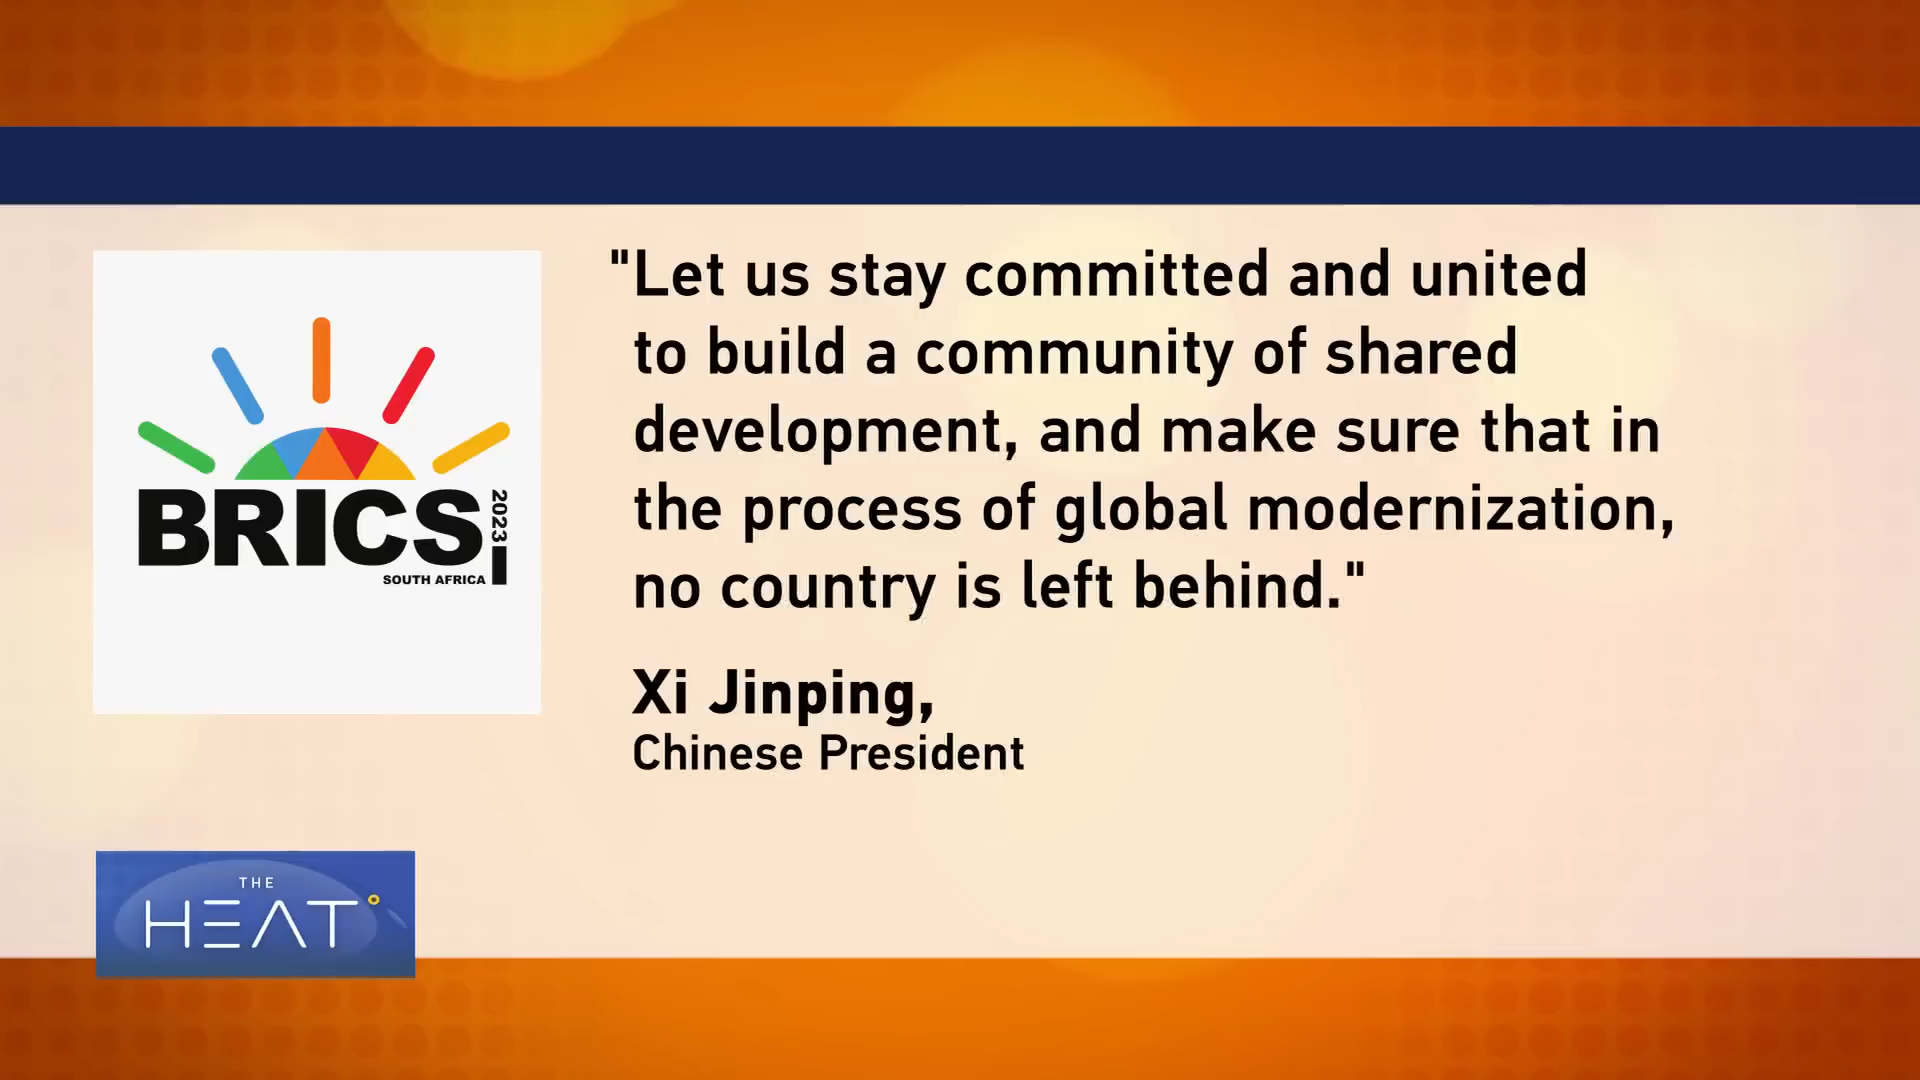 "Let us stay committed and united
to build a community of shared
development, and make sure that in
the process of global modernization,
no country is left behind."
Xi Jinping,
Chinese President
BRICS
2023
SOUTH AFRICA
THE
HEAT